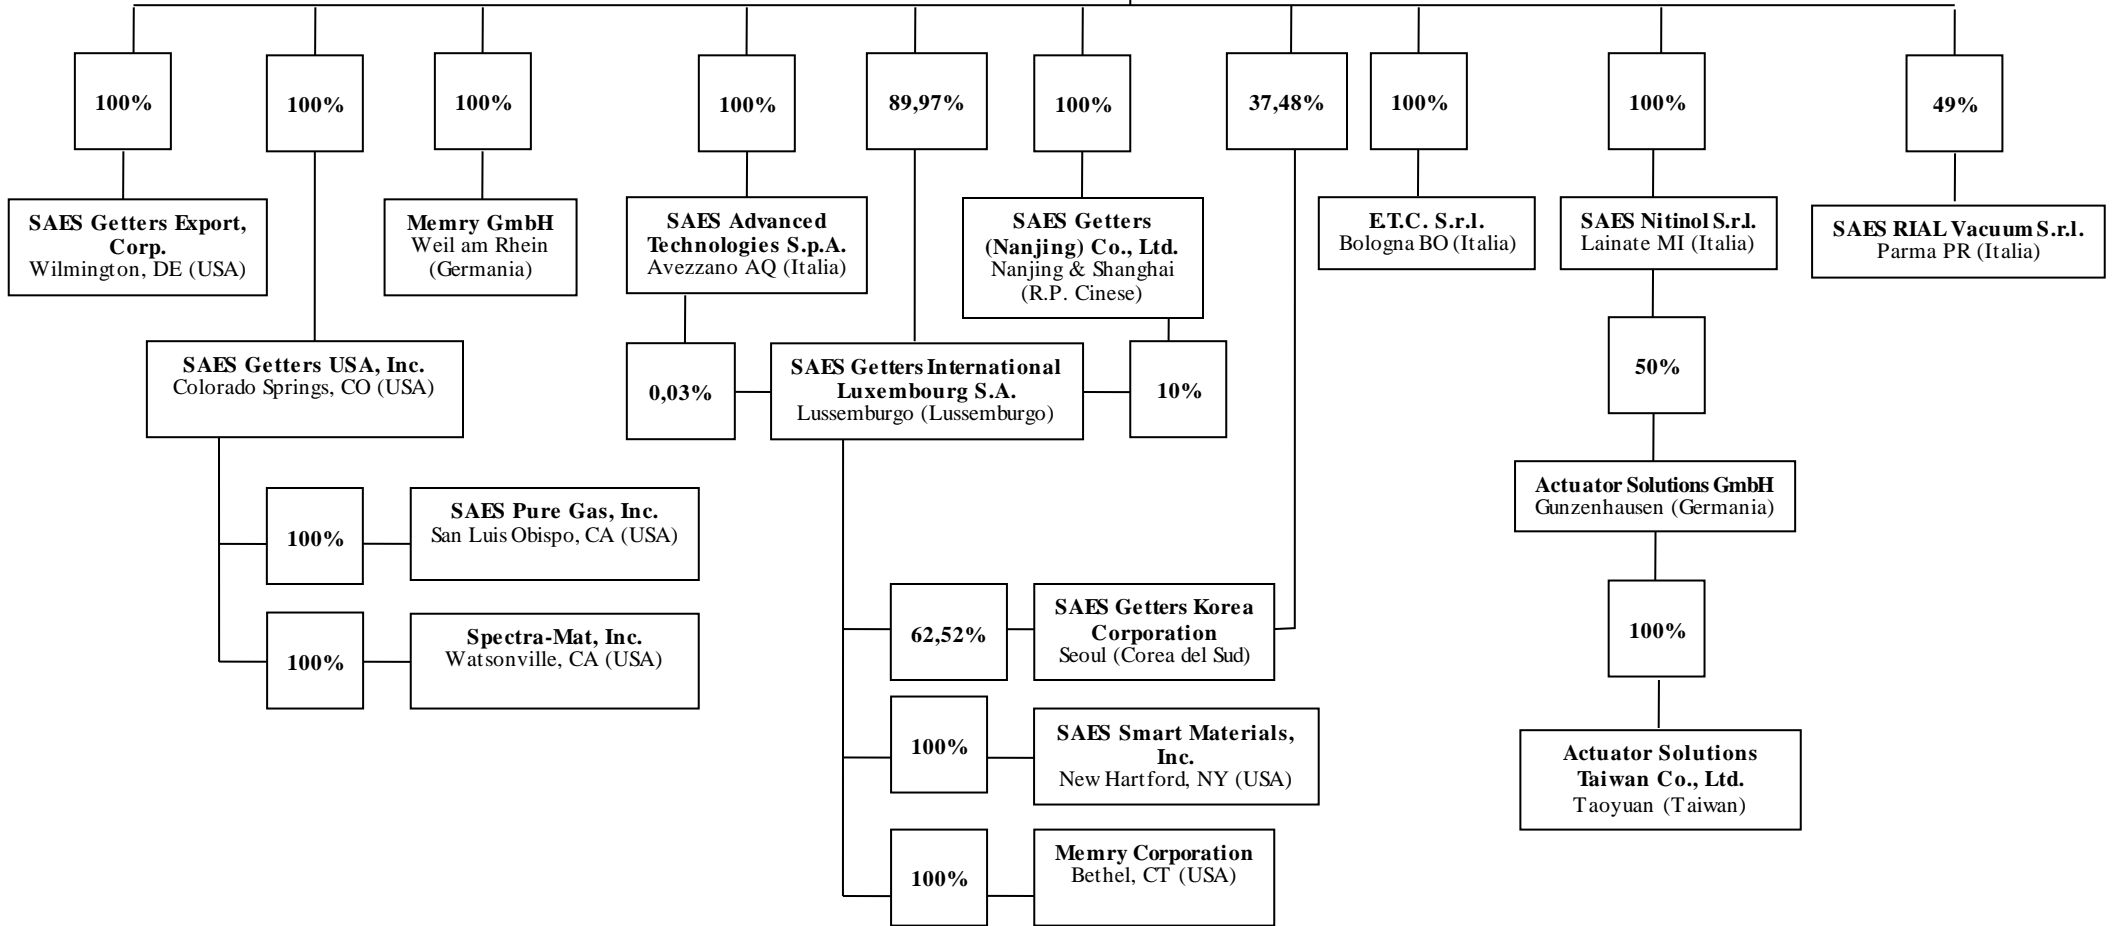 100%
100%
100%
100%
89,97%
100%
37,48%
100%
100%
49%
SAES Getters Export,
Corp.
Wilmington, DE (USA)
Memry GmbH
Weil am Rhein
(Germania)
SAES Advanced
Technologies S.p.A.
Avezzano AQ (Italia)
SAES Getters
(Nanjing) Co., Ltd.
Nanjing & Shanghai
(R.P. Cinese)
E.T.C. S.r.l.
Bologna BO (Italia)
SAES Nitinol S.r.l.
Lainate MI (Italia)
SAES RIAL Vacuum S.r.l.
Parma PR (Italia)
SAES Getters USA, Inc.
Colorado Springs, CO (USA)
0,03%
SAES Getters International
Luxembourg S.A.
Lussemburgo (Lussemburgo)
10%
50%
Actuator Solutions GmbH
Gunzenhausen (Germania)
100%
SAES Pure Gas, Inc.
San Luis Obispo, CA (USA)
100%
Spectra-Mat, Inc.
Watsonville, CA (USA)
62,52%
SAES Getters Korea
Corporation
Seoul (Corea del Sud)
100%
100%
SAES Smart Materials,
Inc.
New Hartford, NY (USA)
Actuator Solutions
Taiwan Co., Ltd.
Taoyuan (Taiwan)
100%
Memry Corporation
Bethel, CT (USA)